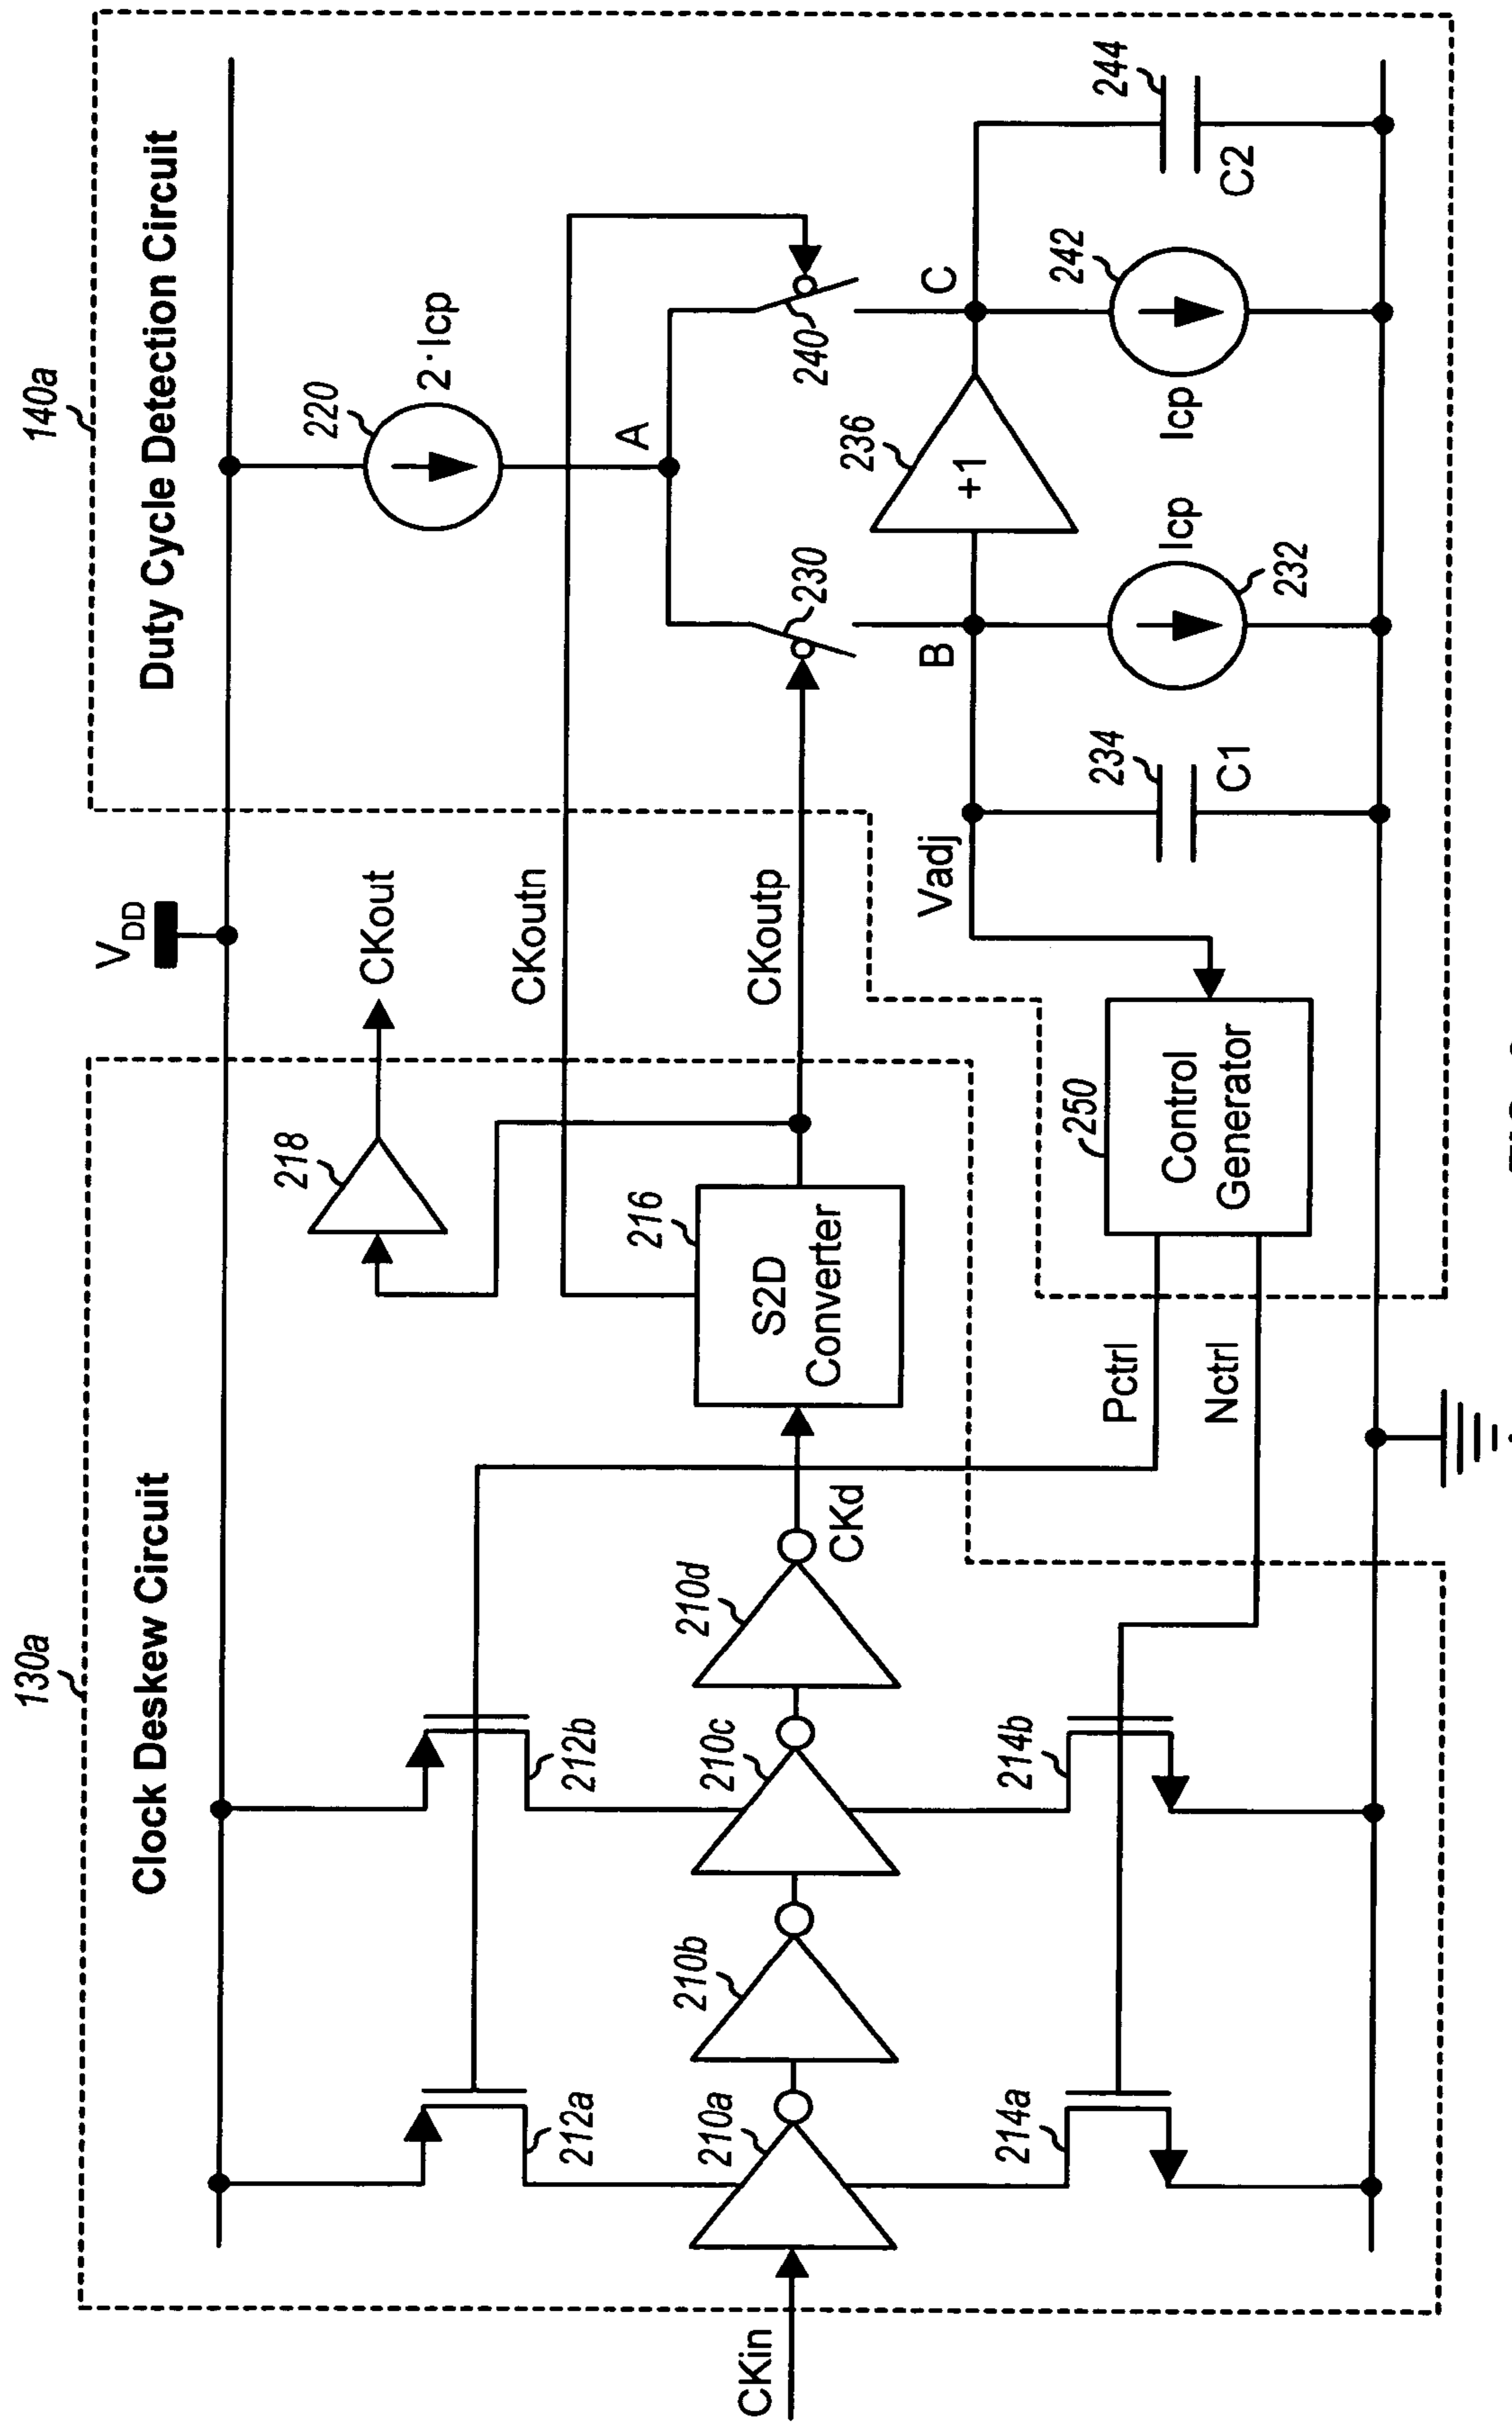 130a
140a
Clock Deskew Circuit
Duty Cycle Detection Circuit
VDD
218
CKout
220
2·Icp
212a
212b
216
S2D
Converter
CKoutn
CKoutp
A
CKin
210a
210b
210c
210d
CKd
230
240
236
+1
B
C
Vadj
214a
214b
Pctrl
Nctrl
250
Control
Generator
234
C1
232
Icp
242
Icp
244
C2